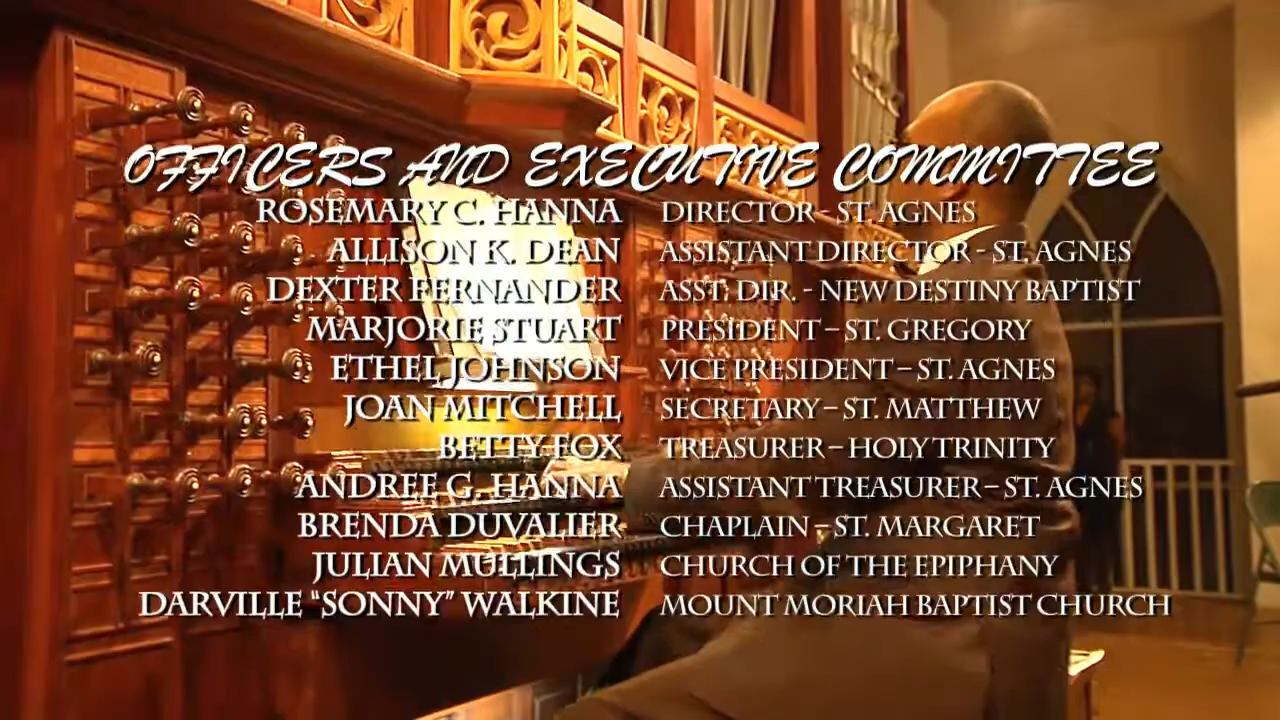 OFFICERS AND EXECUTIVE COMMITTEE
ROSEMARY C. HANNA DIRECTOR - ST. AGNES
ALLISON K. DEAN ASSISTANT DIRECTOR - ST. AGNES
DEXTER FERNANDER ASST. DIR. - NEW DESTINY BAPTIST
MARJORIE STUART PRESIDENT – ST. GREGORY
ETHEL JOHNSON VICE PRESIDENT – ST. AGNES
JOAN MITCHELL SECRETARY – ST. MATTHEW
BETTY FOX TREASURER – HOLY TRINITY
ANDREE G. HANNA ASSISTANT TREASURER – ST. AGNES
BRENDA DUVALIER CHAPLAIN – ST. MARGARET
JULIAN MULLINGS CHURCH OF THE EPIPHANY
DARVILLE “SONNY” WALKINE MOUNT MORIAH BAPTIST CHURCH